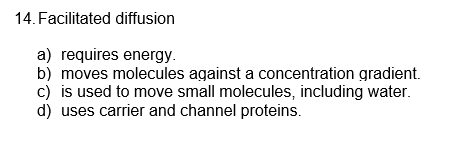 14. Facilitated diffusion
a) requires energy.
b) moves molecules against a concentration gradient.
c) is used to move small molecules, including water.
d) uses carrier and channel proteins.